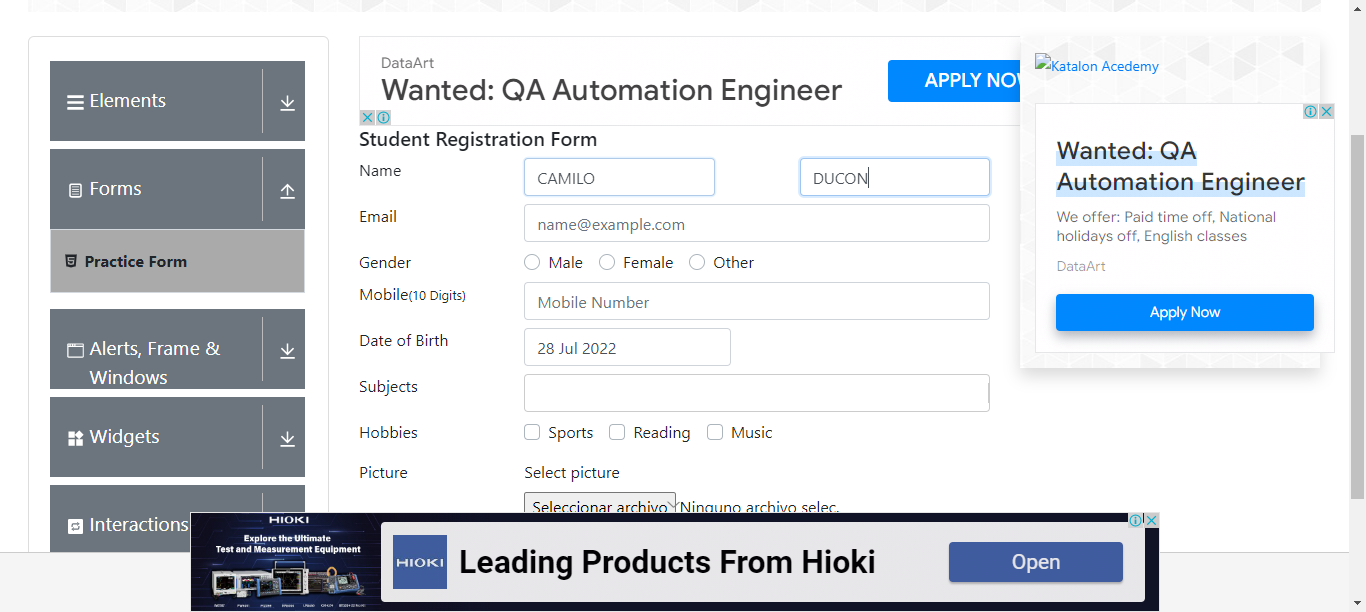 Elements
Forms
Practice Form
Alerts, Frame &
Windows
Widgets
Interactions
DataArt
Wanted: QA Automation Engineer
APPLY NOW
Student Registration Form
Name CAMILO DUCON
Email name@example.com
Gender Male Female Other
Mobile(10 Digits) Mobile Number
Date of Birth 28 Jul 2022
Subjects
Hobbies Sports Reading Music
Picture Select picture
Seleccionar archivo Ninguno archivo selec.
Katalon Acedemy
Wanted: QA
Automation Engineer
We offer: Paid time off, National
holidays off, English classes
DataArt
Apply Now
HIOKI
Explore the Ultimate
Test and Measurement Equipment
HIOKI
Leading Products From Hioki
Open